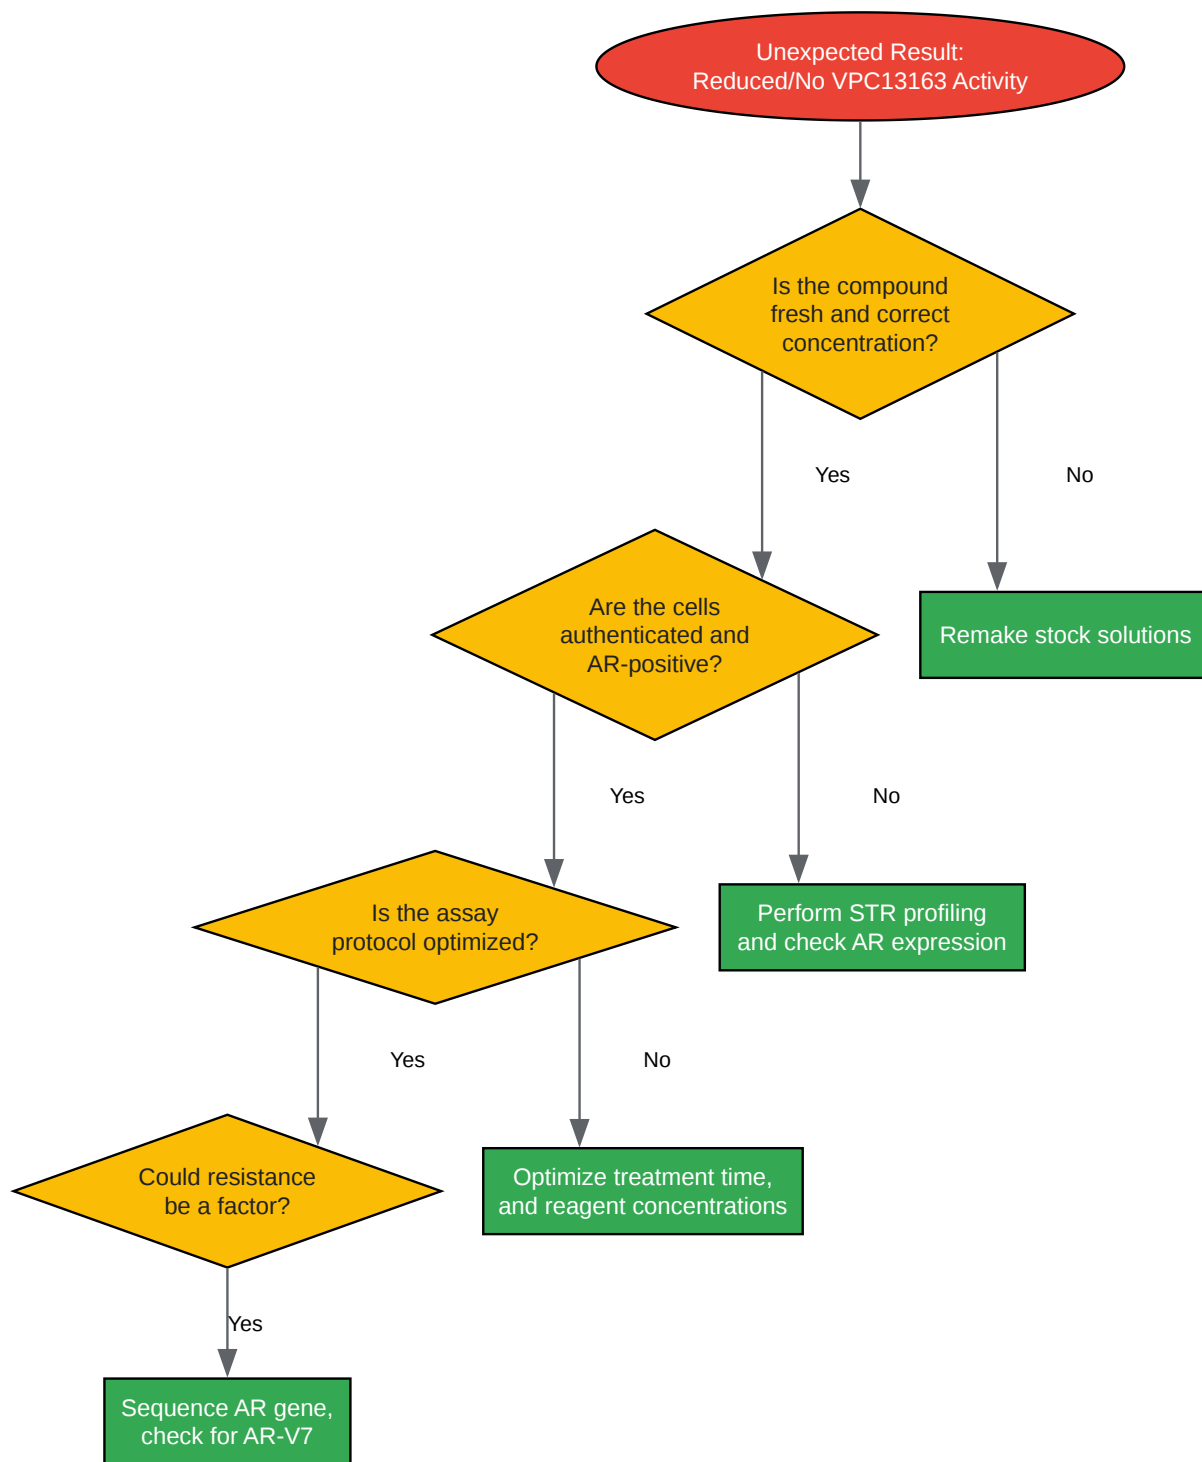 Unexpected Result:
Reduced/No VPC13163 Activity
Is the compound
fresh and correct
concentration?
Yes
No
Are the cells
authenticated and
AR-positive?
Remake stock solutions
Yes
No
Is the assay
protocol optimized?
Perform STR profiling
and check AR expression
Yes
No
Could resistance
be a factor?
Optimize treatment time,
and reagent concentrations
Yes
Sequence AR gene,
check for AR-V7